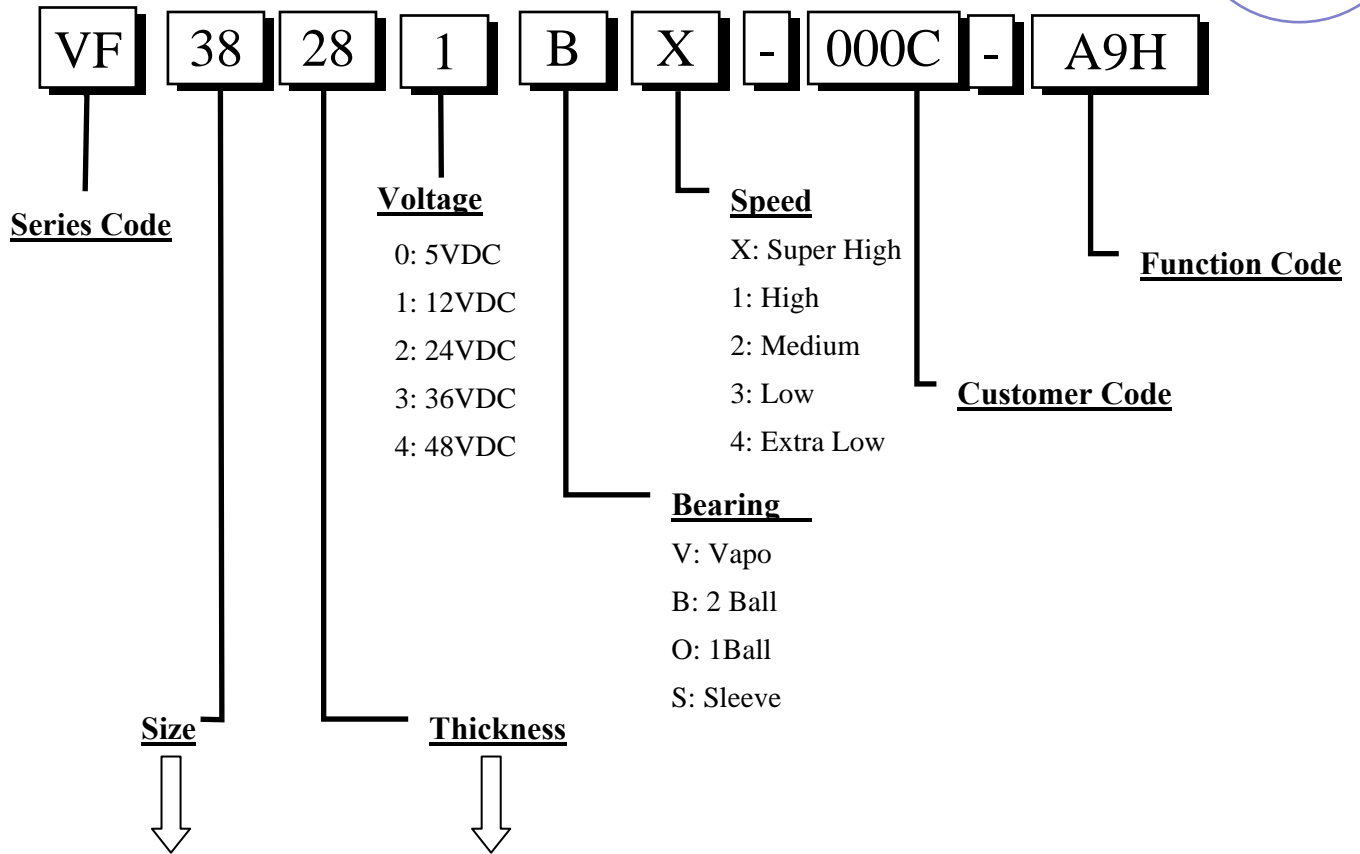 VF 38 28 1 B X - 000C - A9H
Series Code
Voltage
0: 5VDC
1: 12VDC
2: 24VDC
3: 36VDC
4: 48VDC
Speed
X: Super High
1: High
2: Medium
3: Low
4: Extra Low
Function Code
Customer Code
Bearing
V: Vapo
B: 2 Ball
O: 1Ball
S: Sleeve
Size
Thickness